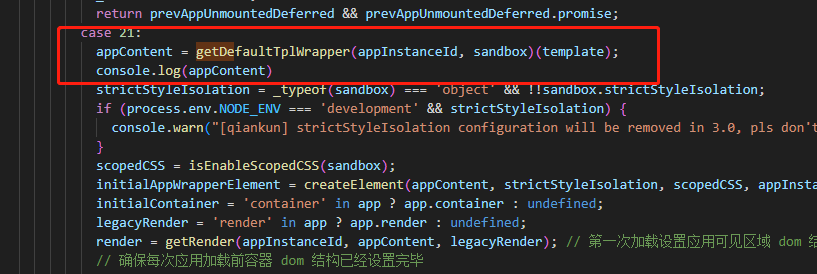 return prevAppUnmountedDeferred && prevAppUnmountedDeferred.promise;
case 21:
appContent = getDefaultTplWrapper(appInstanceId, sandbox)(template);
console.log(appContent)
strictStyleIsolation = _typeof(sandbox) === 'object' && !!sandbox.strictStyleIsolation;
if (process.env.NODE_ENV === 'development' && strictStyleIsolation) {
console.warn("[qiankun] strictStyleIsolation configuration will be removed in 3.0, pls don't
}
scopedCSS = isEnableScopedCSS(sandbox);
initialAppWrapperElement = createElement(appContent, strictStyleIsolation, scopedCSS, appInsta
initialContainer = 'container' in app ? app.container : undefined;
legacyRender = 'render' in app ? app.render : undefined;
render = getRender(appInstanceId, appContent, legacyRender); // 第一次加载设置应用可见区域 dom 结
// 确保每次应用加载前容器 dom 结构已经设置完毕